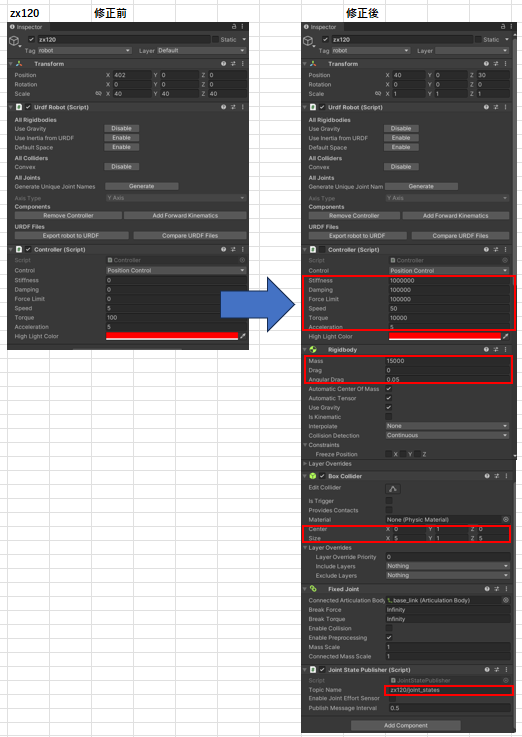 zx120 修正前
Inspector
zx120 Static
Tag robot Layer Default
Transform
Position X 402 Y 0 Z 0
Rotation X 0 Y 0 Z 0
Scale X 40 Y 40 Z 40
Urdf Robot (Script)
All Rigidbodies
Use Gravity Disable
Use Inertia from URDF Enable
Default Space Enable
All Colliders
Convex Disable
All Joints
Generate Unique Joint Names Generate
Axis Type Y Axis
Components
Remove Controller Add Forward Kinematics
URDF Files
Export robot to URDF Compare URDF Files
Controller (Script)
Script Controller
Control Position Control
Stiffness 0
Damping 0
Force Limit 0
Speed 5
Torque 100
Acceleration 5
High Light Color
修正後
Inspector
zx120 Static
Tag robot Layer
Transform
Position X 40 Y 0 Z 30
Rotation X 0 Y 0 Z 0
Scale X 1 Y 1 Z 1
Urdf Robot (Script)
All Rigidbodies
Use Gravity Disable
Use Inertia from URDF Enable
Default Space Enable
All Colliders
Convex Disable
All Joints
Generate Unique Joint Nam Generate
Axis Type Y Axis
Components
Remove Controller Add Forward Kinematics
URDF Files
Export robot to URDF Compare URDF Files
Controller (Script)
Script Controller
Control Position Control
Stiffness 1000000
Damping 100000
Force Limit 100000
Speed 50
Torque 10000
Acceleration 5
High Light Color
Rigidbody
Mass 15000
Drag 0
Angular Drag 0.05
Automatic Center Of Mass
Automatic Tensor
Use Gravity
Is Kinematic
Interpolate None
Collision Detection Continuous
Constraints
Freeze Position X Y Z
Layer Overrides
Box Collider
Edit Collider
Is Trigger
Provides Contacts
Material None (Physic Material)
Center X 0 Y 1 Z 0
Size X 5 Y 1 Z 5
Layer Overrides
Layer Override Priority 0
Include Layers Nothing
Exclude Layers Nothing
Fixed Joint
Connected Articulation Body base_link (Articulation Body)
Break Force Infinity
Break Torque Infinity
Enable Collision
Enable Preprocessing
Mass Scale 1
Connected Mass Scale 1
Joint State Publisher (Script)
Script JointStatePublisher
Topic Name zx120/joint_states
Enable Joint Effort Sensor
Publish Message Interval 0.5
Add Component